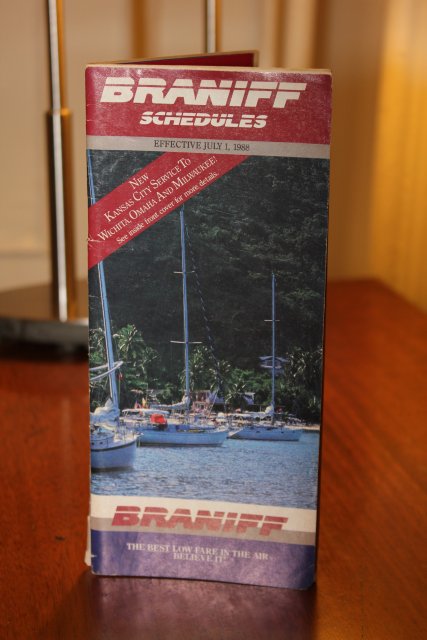 BRANIFF
SCHEDULES
EFFECTIVE JULY 1, 1988
NEW
KANSAS CITY SERVICE TO
WICHITA, OMAHA AND MILWAUKEE!
See inside front cover for more details.
BRANIFF
THE BEST LOW FARE IN THE AIR
BELIEVE IT!